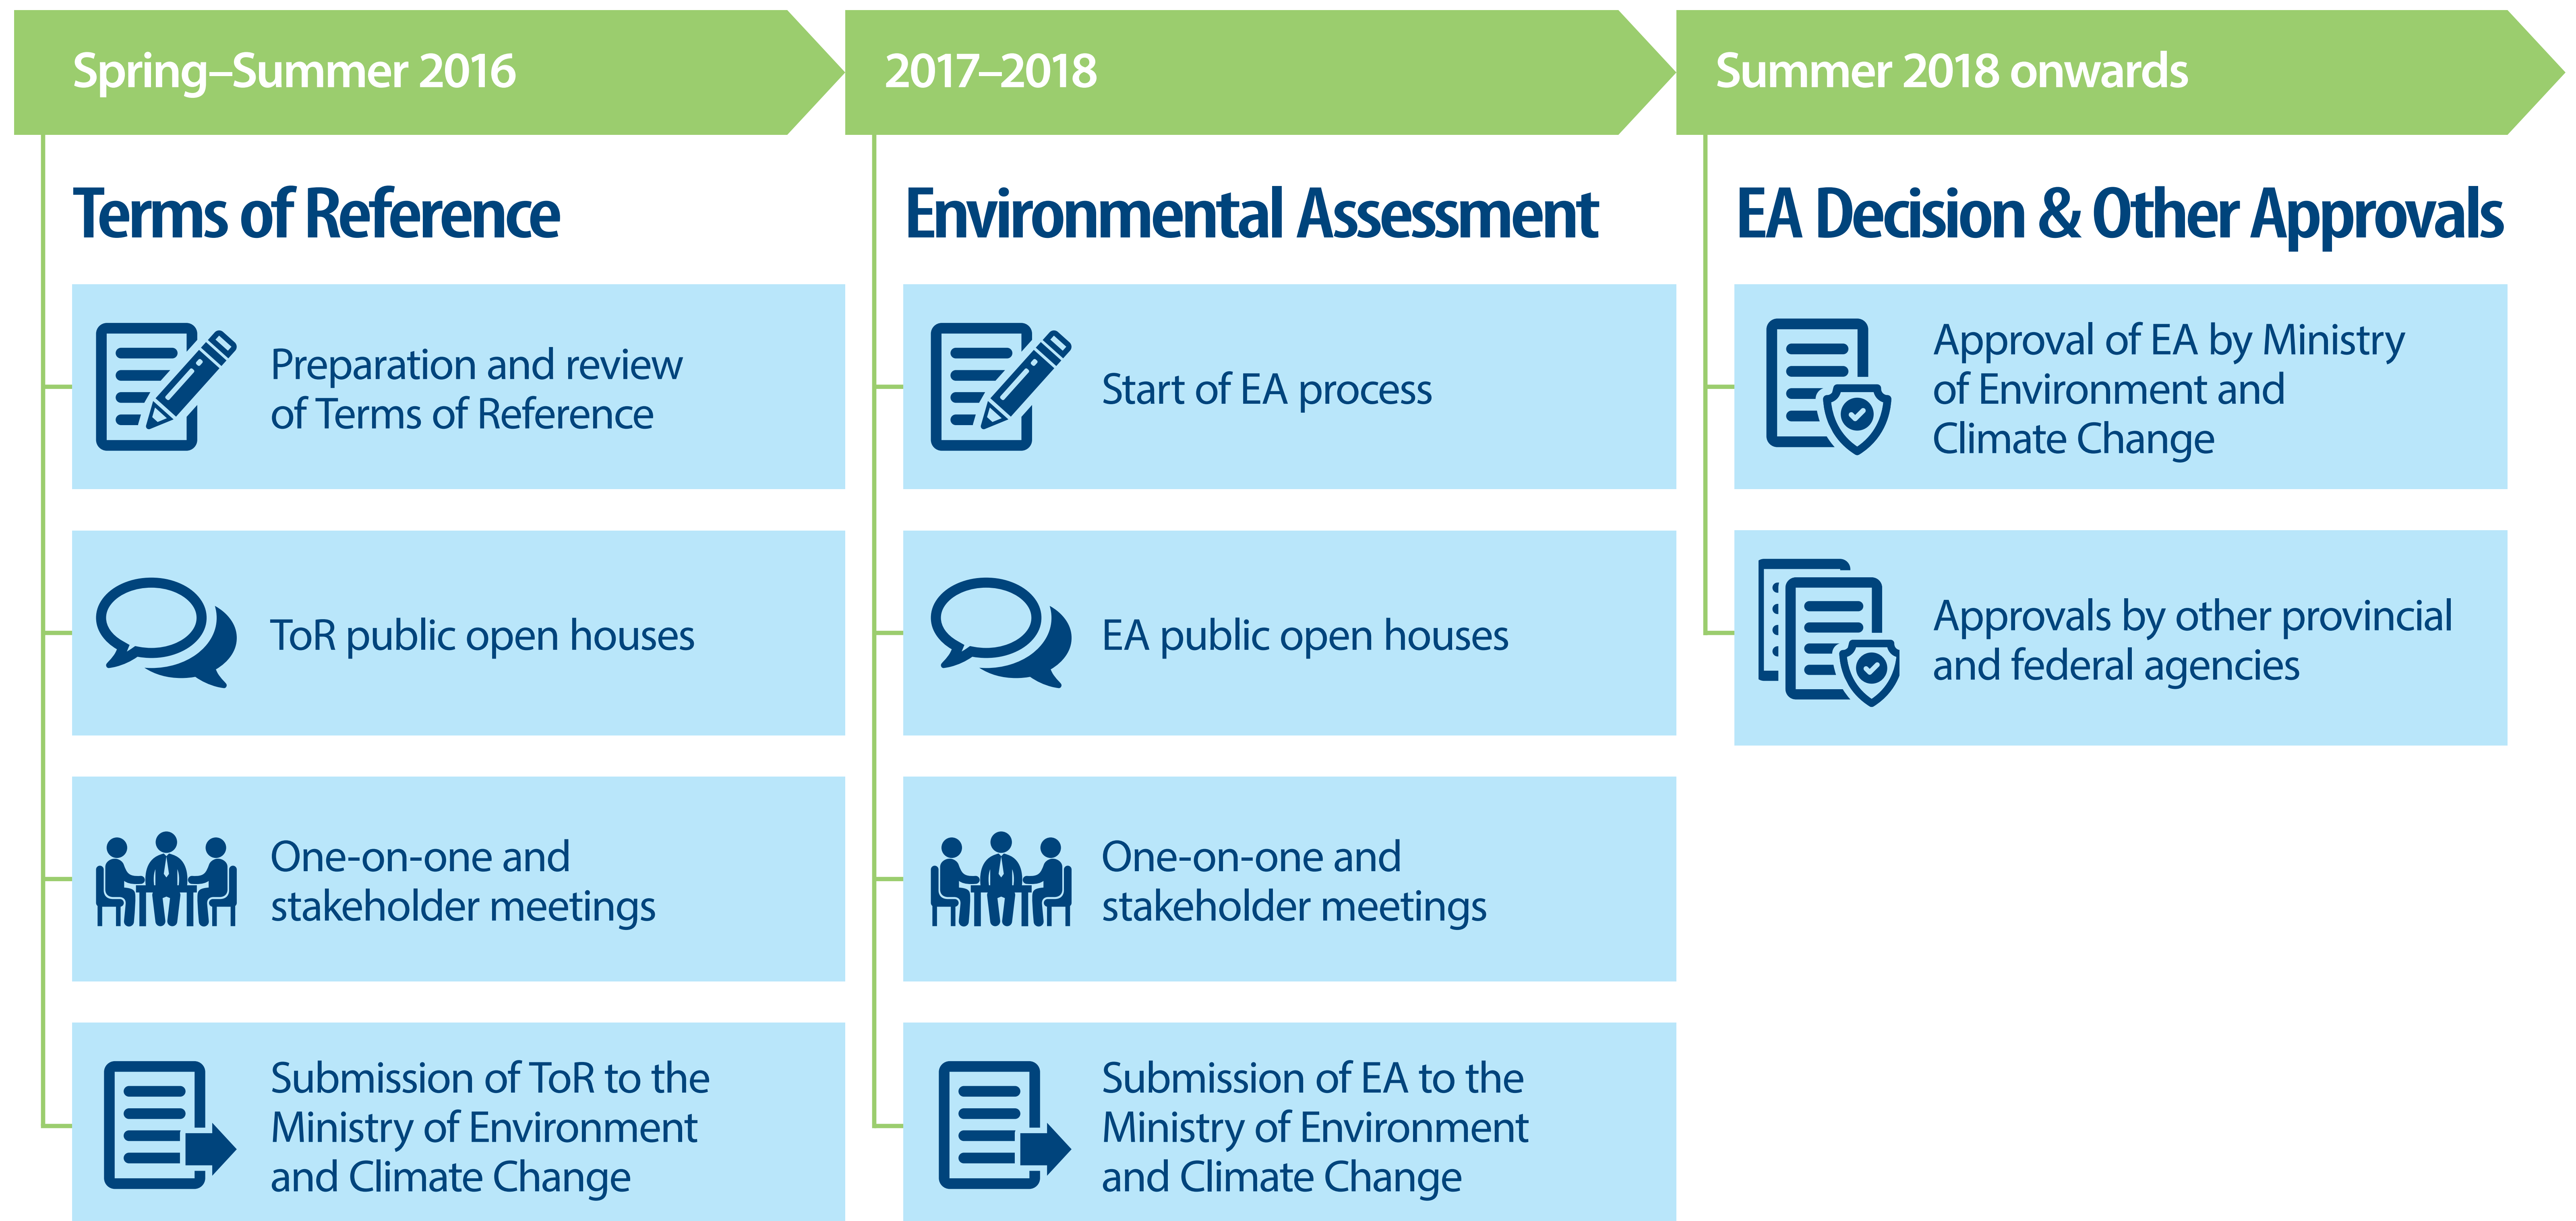 Spring–Summer 2016
Terms of Reference
Preparation and review
of Terms of Reference
ToR public open houses
One-on-one and
stakeholder meetings
Submission of ToR to the
Ministry of Environment
and Climate Change
2017–2018
Environmental Assessment
Start of EA process
EA public open houses
One-on-one and
stakeholder meetings
Submission of EA to the
Ministry of Environment
and Climate Change
Summer 2018 onwards
EA Decision & Other Approvals
Approval of EA by Ministry
of Environment and
Climate Change
Approvals by other provincial
and federal agencies